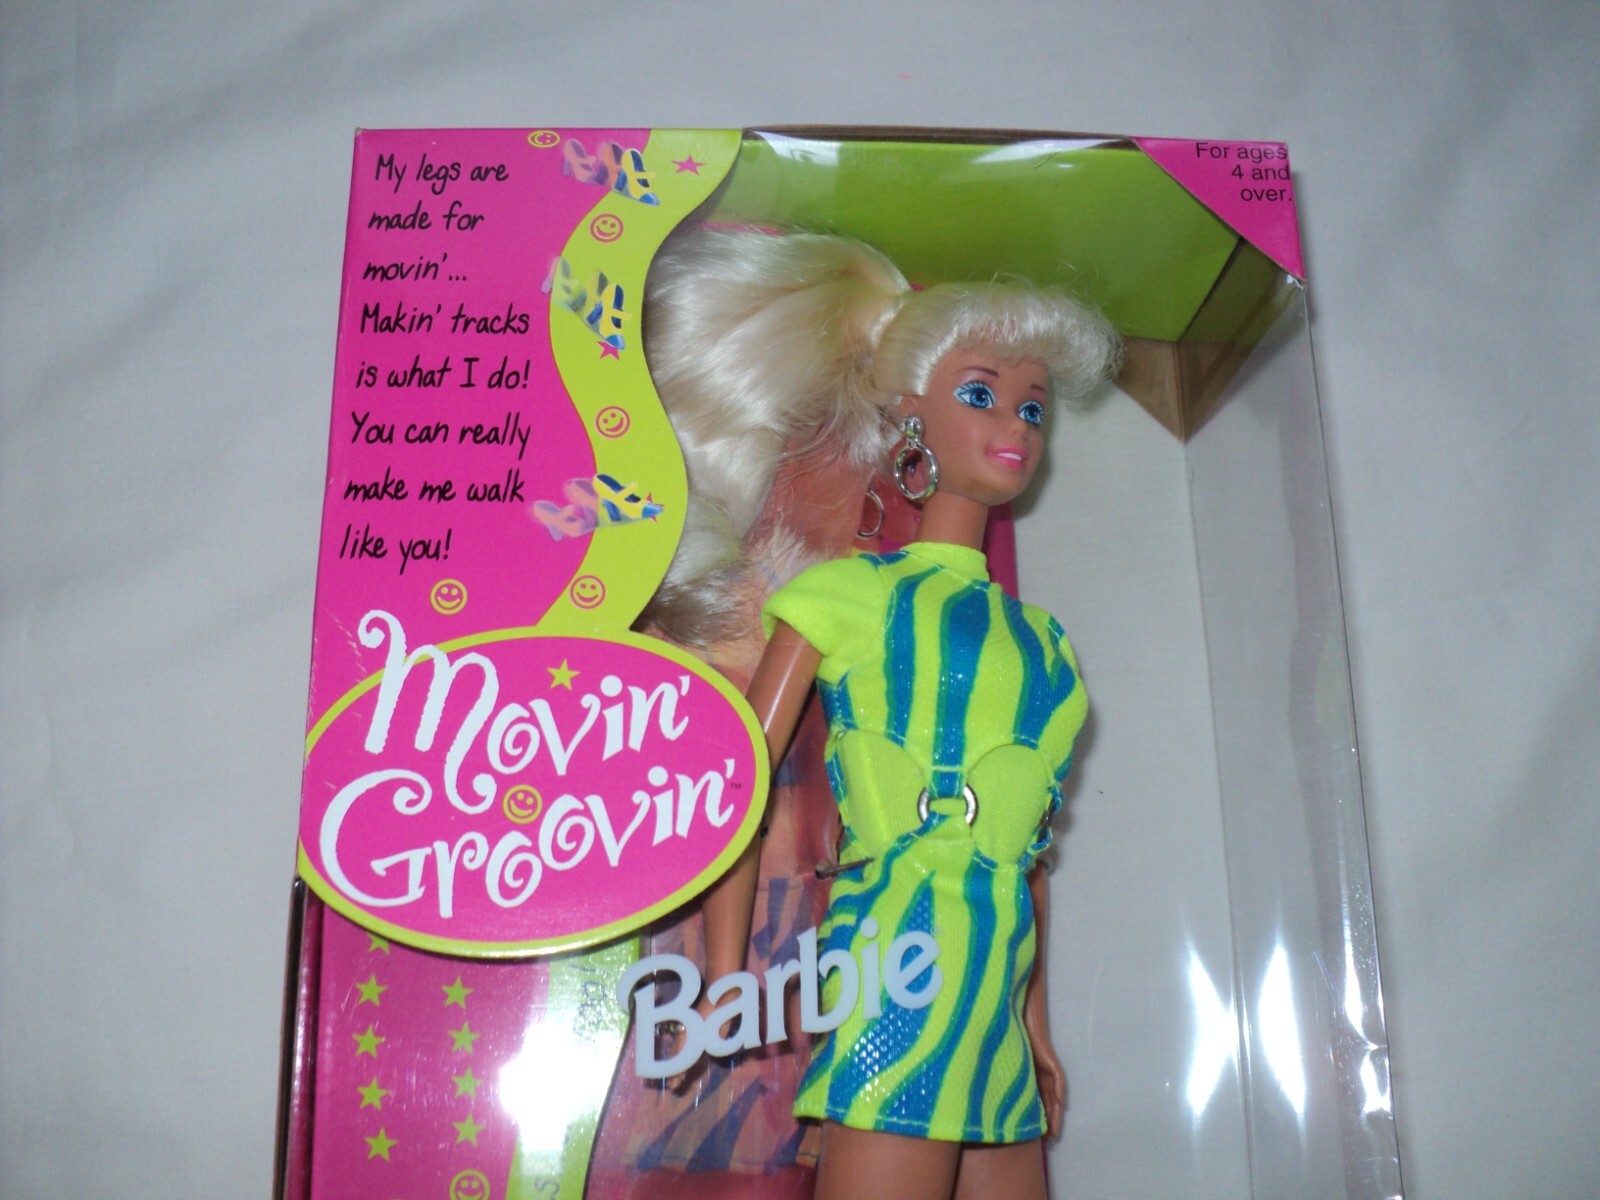 My legs are
made for
movin'...
Makin' tracks
is what I do!
You can really
make me walk
like you!
For ages
4 and
over.
Movin'
Groovin'™
Barbie